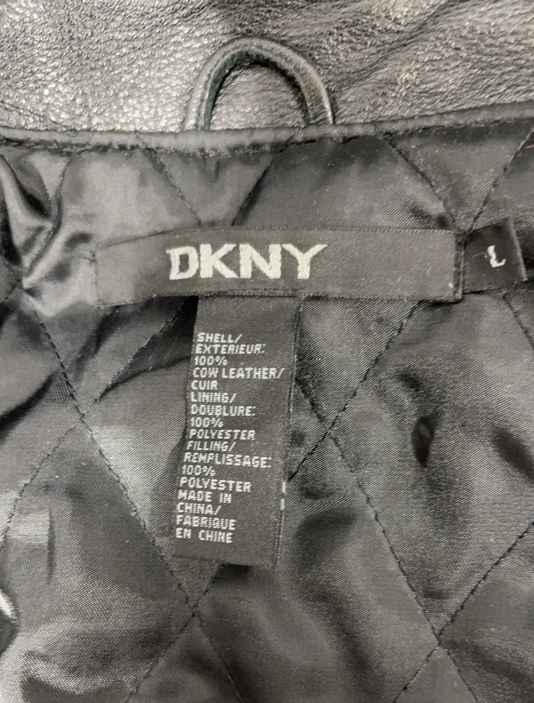 DKNY
L
SHELL/
EXTERIEUR:
100%
COW LEATHER/
CUIR
LINING/
DOUBLURE:
100%
POLYESTER
FILLING/
REMPLISSAGE:
100%
POLYESTER
MADE IN
CHINA/
FABRIQUE
EN CHINE